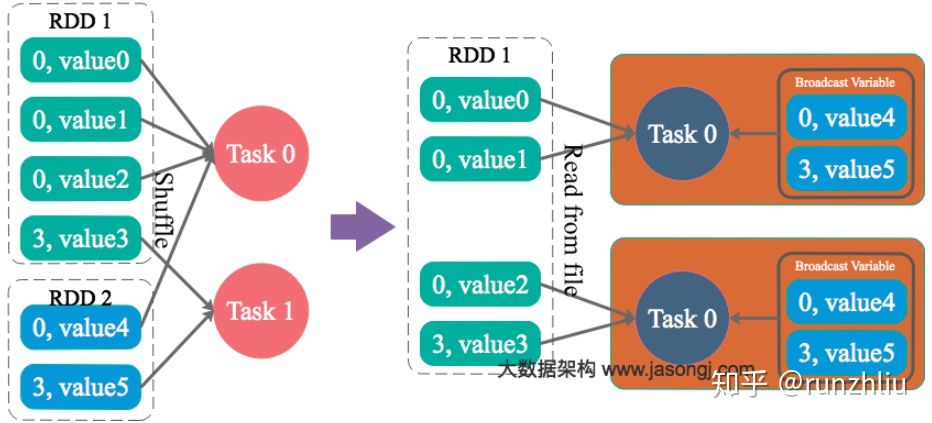 RDD 1
0, value0
0, value1
0, value2
3, value3
RDD 2
0, value4
3, value5
Shuffle
Task 0
Task 1
RDD 1
0, value0
0, value1
0, value2
3, value3
Read from file
Task 0
Broadcast Variable
0, value4
3, value5
Task 0
Broadcast Variable
0, value4
3, value5
大数据架构 www.jasongj.com
知乎 @runzhliu